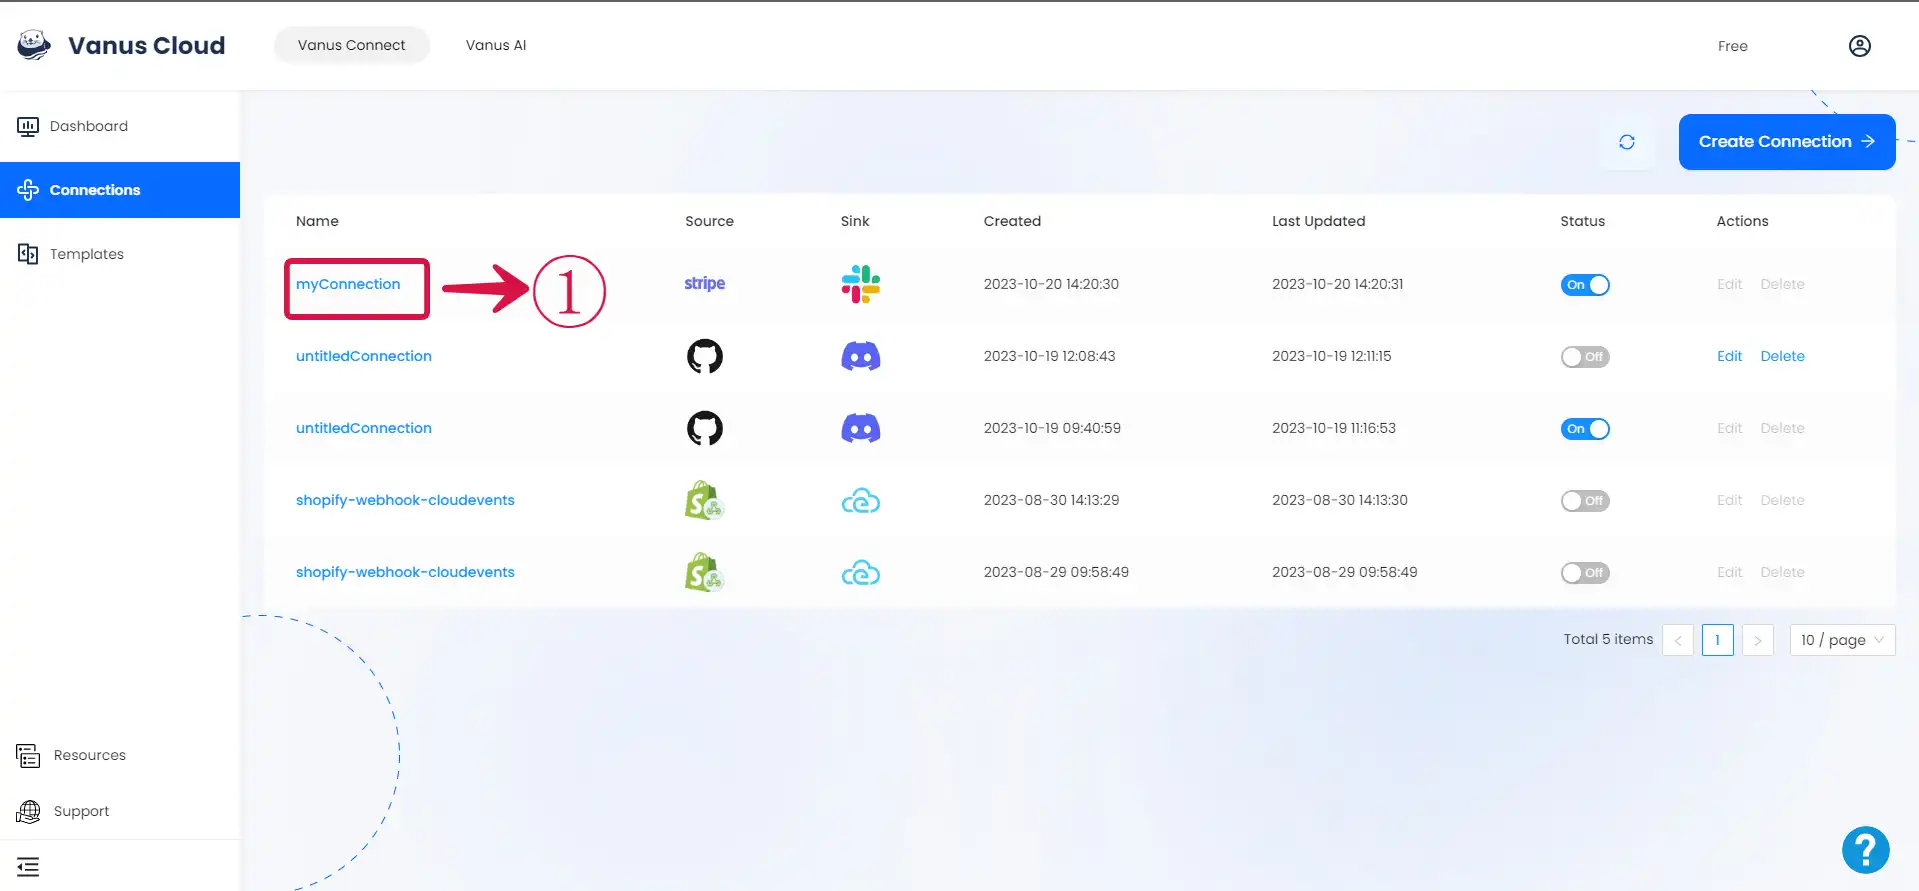 Vanus Cloud Vanus Connect Vanus AI Free
Dashboard
Connections
Templates
Resources
Support
Create Connection
Name Source Sink Created Last Updated Status Actions
myConnection 1 stripe 2023-10-20 14:20:30 2023-10-20 14:20:31 On Edit Delete
untitledConnection 2023-10-19 12:08:43 2023-10-19 12:11:15 Off Edit Delete
untitledConnection 2023-10-19 09:40:59 2023-10-19 11:16:53 On Edit Delete
shopify-webhook-cloudevents 2023-08-30 14:13:29 2023-08-30 14:13:30 Off Edit Delete
shopify-webhook-cloudevents 2023-08-29 09:58:49 2023-08-29 09:58:49 Off Edit Delete
Total 5 items < 1 > 10 / page
?